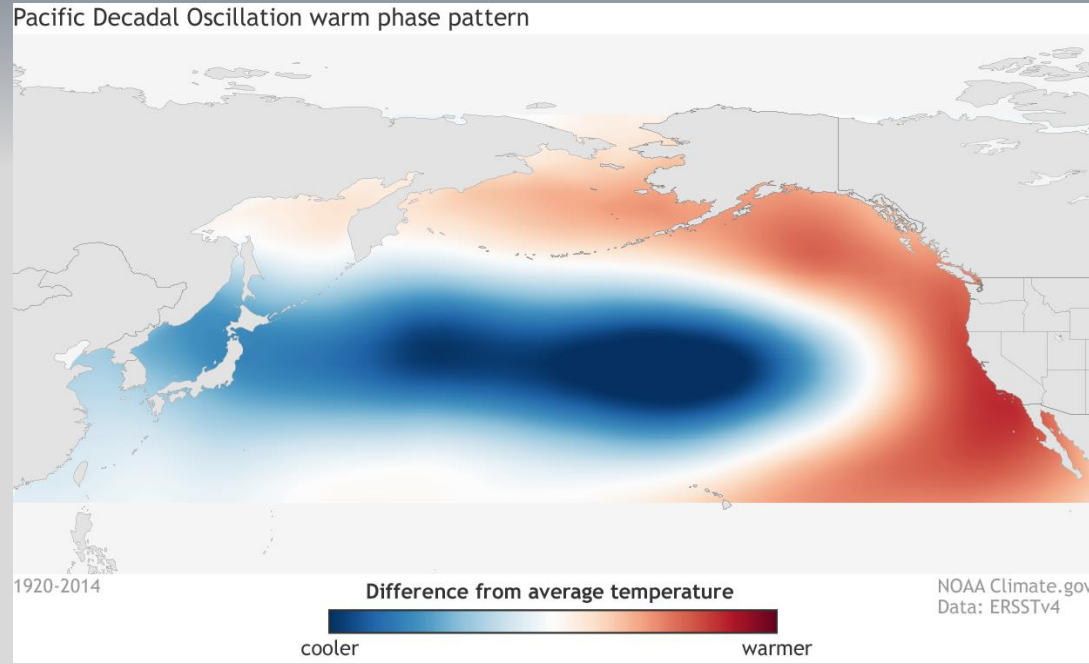 Pacific Decadal Oscillation warm phase pattern
1920-2014
Difference from average temperature
cooler
warmer
NOAA Climate.gov
Data: ERSSTv4